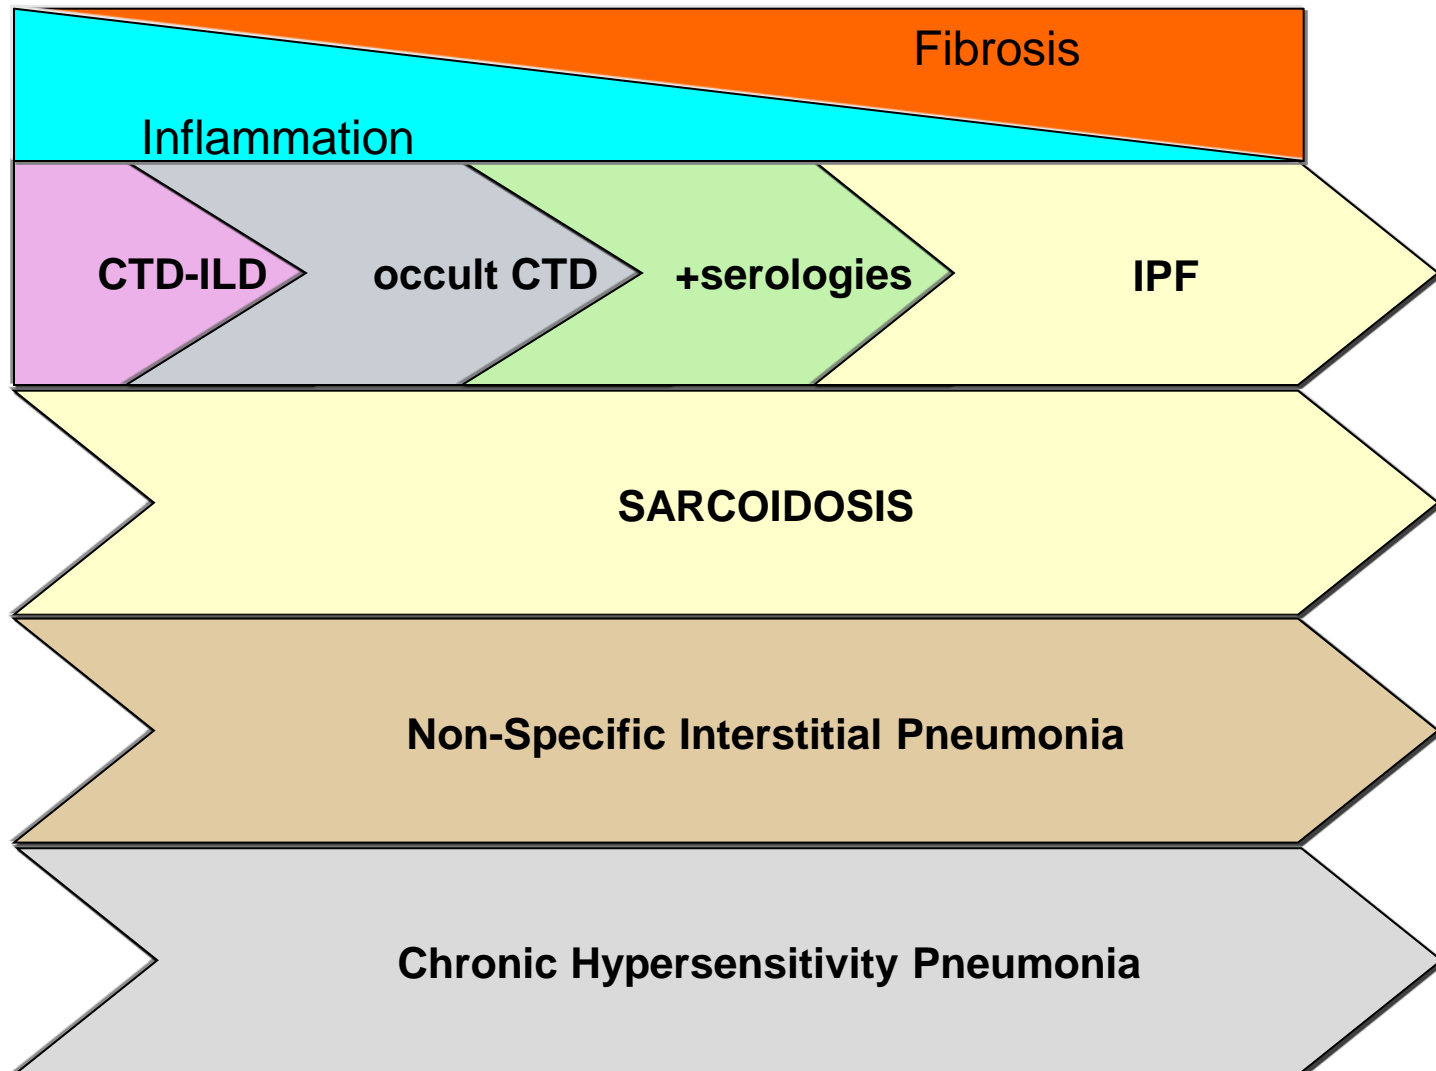 Fibrosis
Inflammation
CTD-ILD
occult CTD
+serologies
IPF
SARCOIDOSIS
Non-Specific Interstitial Pneumonia
Chronic Hypersensitivity Pneumonia